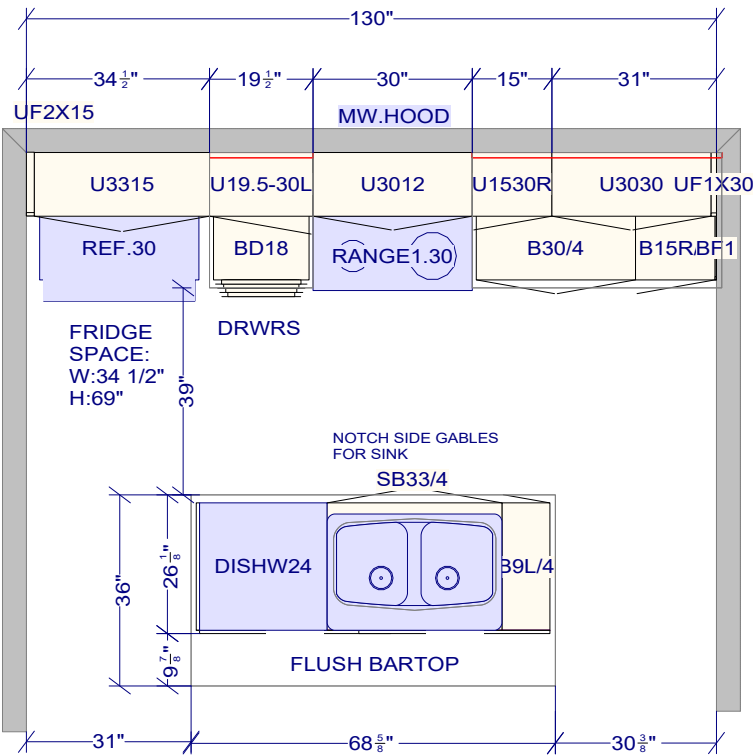 130"
34 1/2" 19 1/2" 30" 15" 31"
UF2X15
MW.HOOD
U3315 U19.5-30L U3012 U1530R U3030 UF1X30
REF.30 BD18 RANGE1.30 B30/4 B15R/BF1
DRWRS
FRIDGE
SPACE:
W:34 1/2"
H:69"
39"
NOTCH SIDE GABLES
FOR SINK
SB33/4
DISHW24 B9L/4
36"
26 1/8"
9 7/8"
FLUSH BARTOP
31" 68 5/8" 30 3/8"